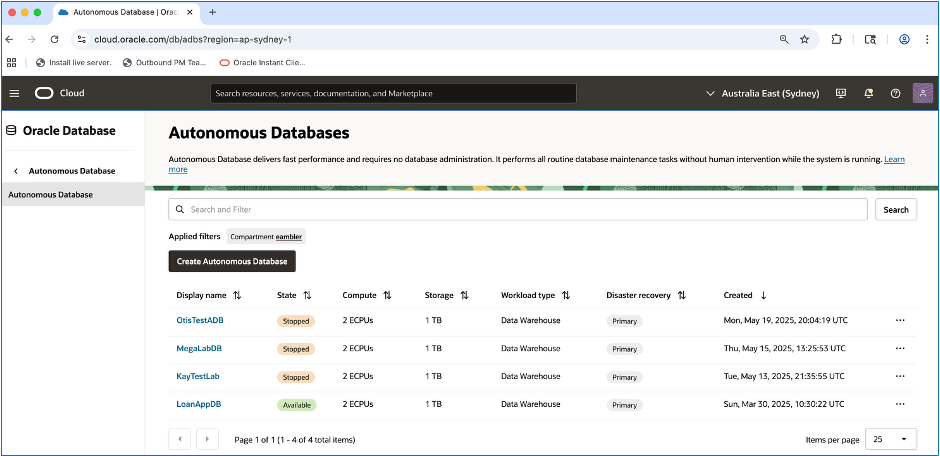 Autonomous Database | Orac
cloud.oracle.com/db/adbs?region=ap-sydney-1
Install live server. Outbound PM Tea... Oracle Instant Clie...
Cloud Search resources, services, documentation, and Marketplace Australia East (Sydney)
Oracle Database
Autonomous Database
Autonomous Database
Autonomous Databases
Autonomous Database delivers fast performance and requires no database administration. It performs all routine database maintenance tasks without human intervention while the system is running. Learn
more
Search and Filter Search
Applied filters Compartment eambler
Create Autonomous Database
Display name State Compute Storage Workload type Disaster recovery Created
OtisTestADB Stopped 2 ECPUs 1 TB Data Warehouse Primary Mon, May 19, 2025, 20:04:19 UTC
MegaLabDB Stopped 2 ECPUs 1 TB Data Warehouse Primary Thu, May 15, 2025, 13:25:53 UTC
KayTestLab Stopped 2 ECPUs 1 TB Data Warehouse Primary Tue, May 13, 2025, 21:35:55 UTC
LoanAppDB Available 2 ECPUs 1 TB Data Warehouse Primary Sun, Mar 30, 2025, 10:30:22 UTC
Page 1 of 1 (1 - 4 of 4 total items) Items per page 25